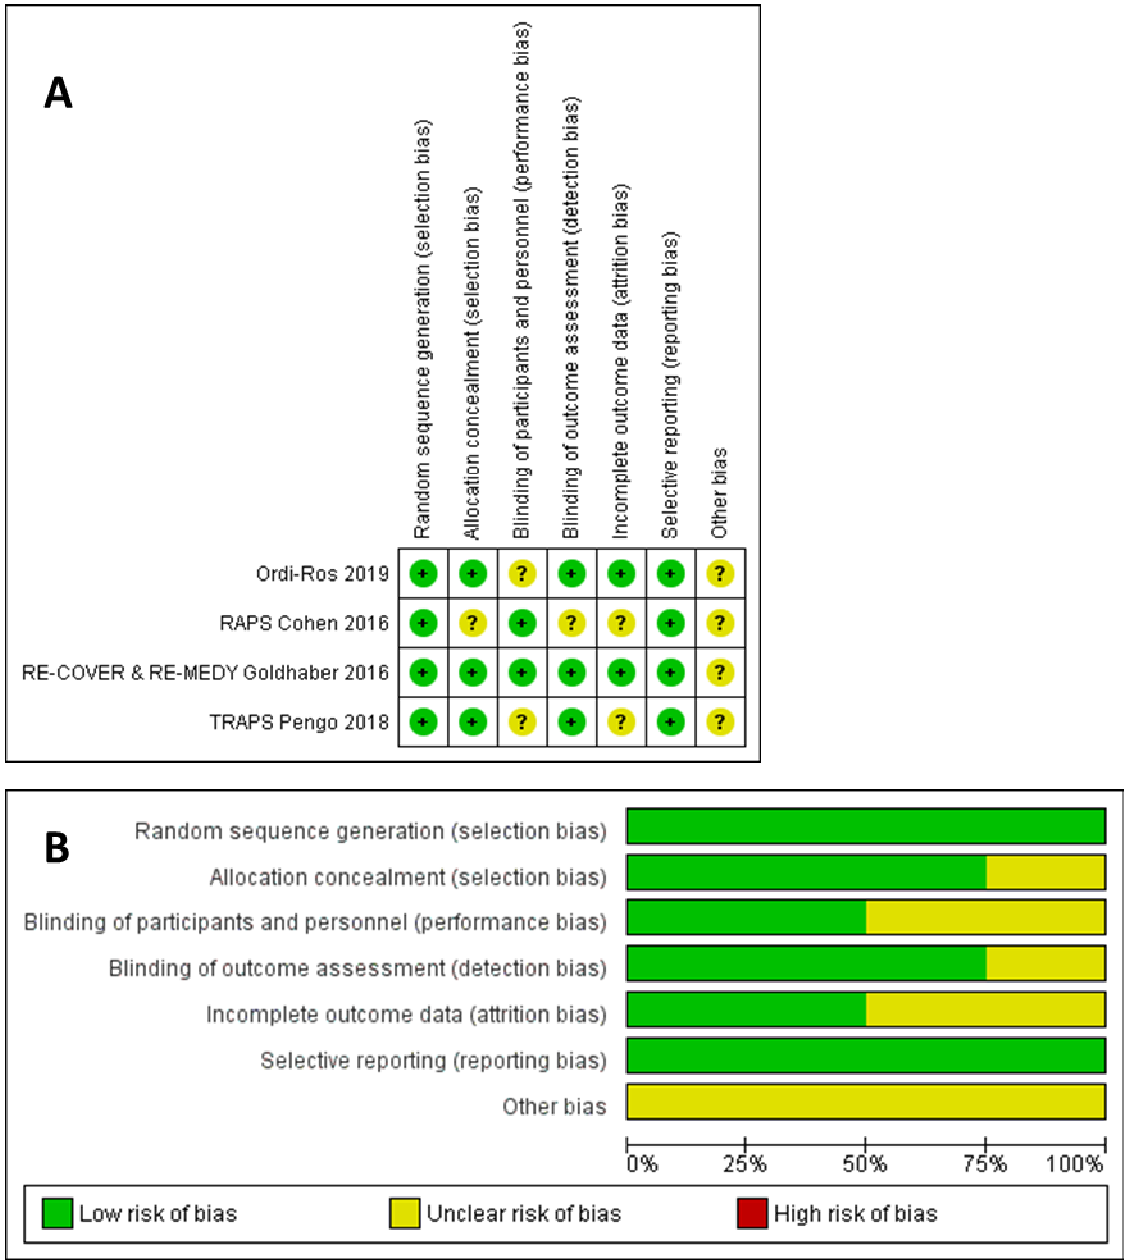 A
Random sequence generation (selection bias)
Allocation concealment (selection bias)
Blinding of participants and personnel (performance bias)
Blinding of outcome assessment (detection bias)
Incomplete outcome data (attrition bias)
Selective reporting (reporting bias)
Other bias
Ordi-Ros 2019 + + ? + + + ?
RAPS Cohen 2016 + ? + ? ? + ?
RE-COVER & RE-MEDY Goldhaber 2016 + + + + + + ?
TRAPS Pengo 2018 + + ? + ? + ?
B
Random sequence generation (selection bias)
Allocation concealment (selection bias)
Blinding of participants and personnel (performance bias)
Blinding of outcome assessment (detection bias)
Incomplete outcome data (attrition bias)
Selective reporting (reporting bias)
Other bias
0% 25% 50% 75% 100%
Low risk of bias Unclear risk of bias High risk of bias